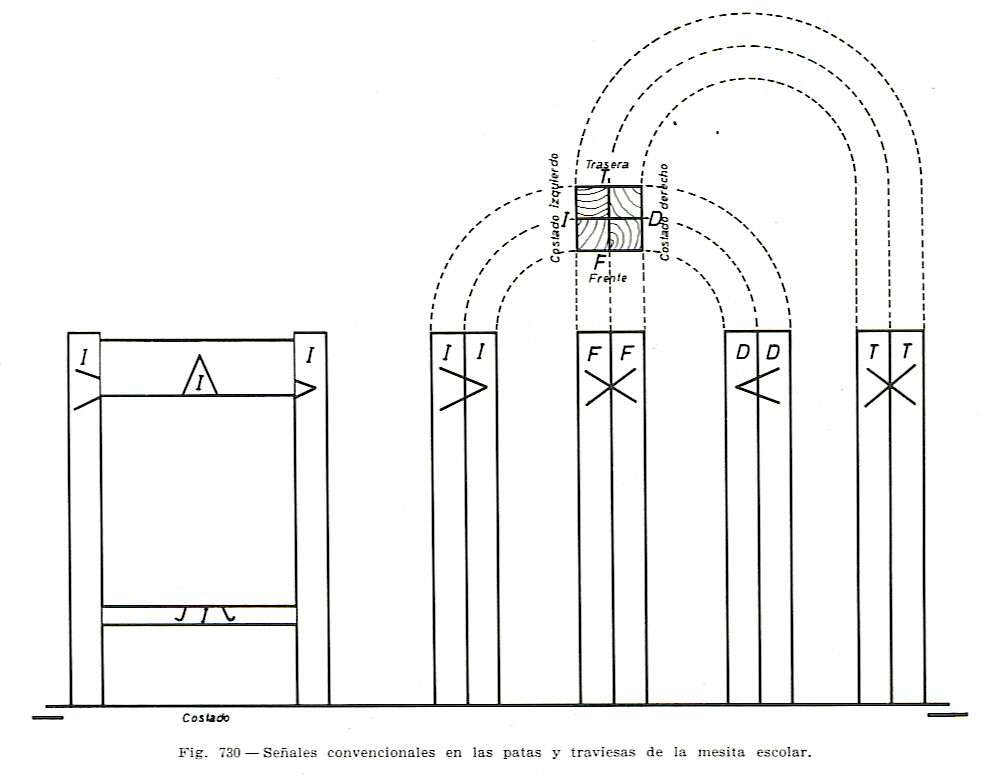 Trasera
T
Costado izquierdo
Costado derecho
I D
F
Frente
I I
I
I
I I
F F
D D
T T
Costado
Fig. 730 — Señales convencionales en las patas y traviesas de la mesita escolar.